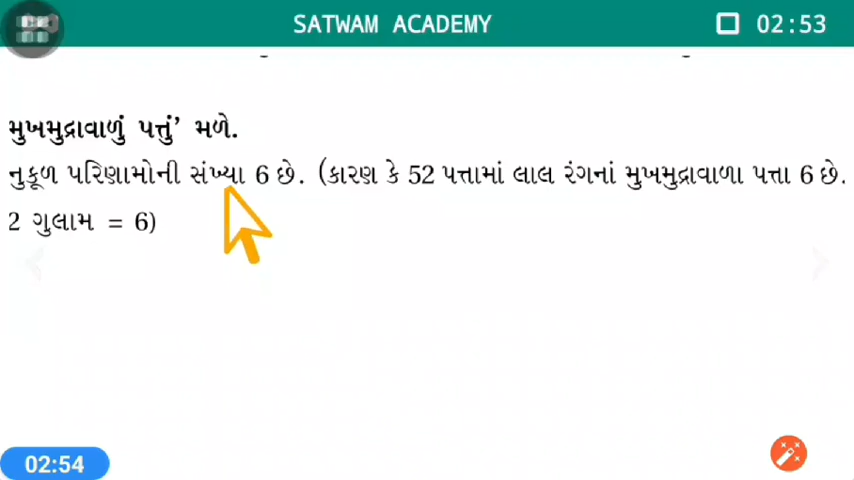 SATWAM ACADEMY
02:53
મુખમુદ્રાવાળું પત્તું’ મળે.
નુકૂળ પરિણામોની સંખ્યા 6 છે. (કારણ કે 52 પત્તામાં લાલ રંગનાં મુખમુદ્રાવાળા પત્તા 6 છે.
2 ગુલામ = 6)
02:54